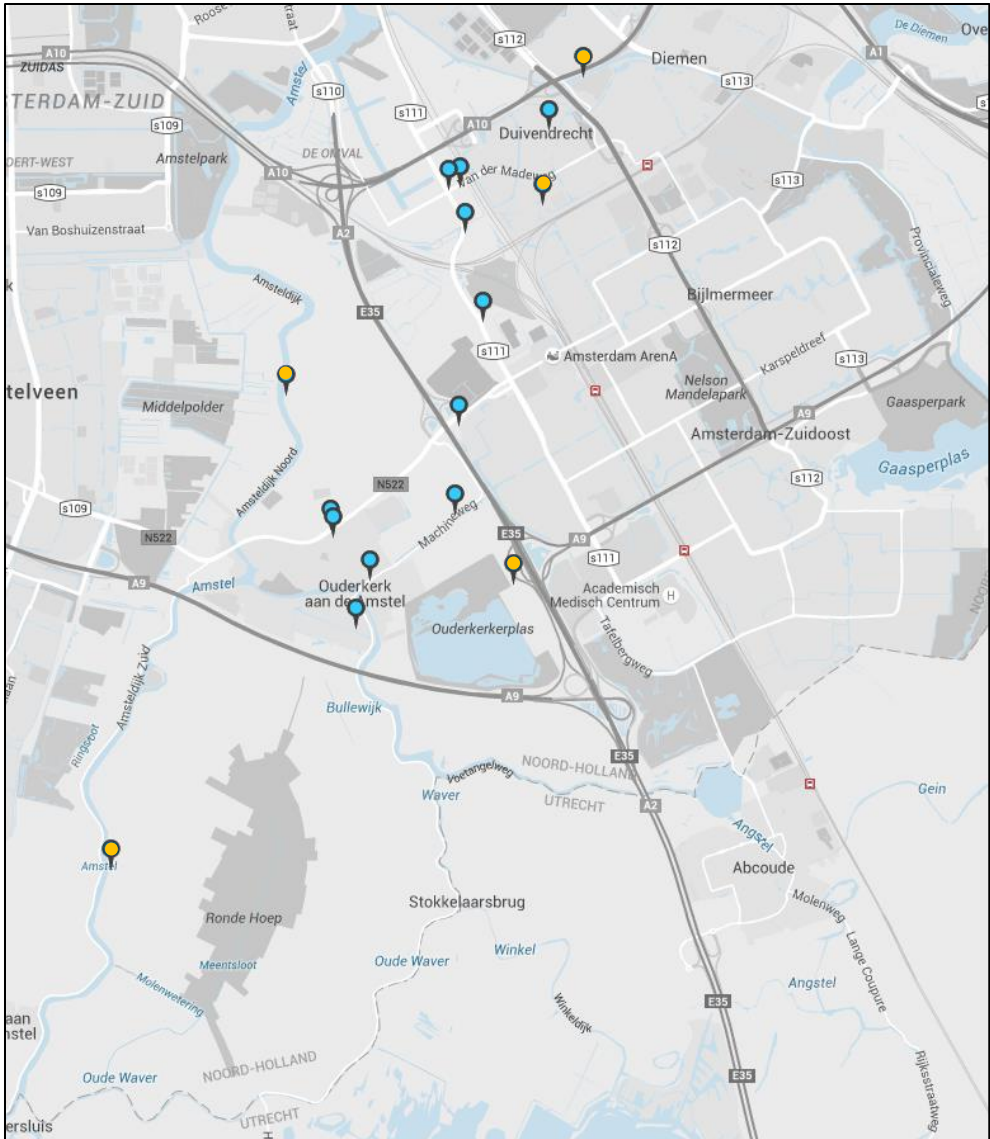 Roose
straat
s112
De Diemen
Ove
A10
ZUIDAS
Amstel
Diemen
A1
s113
s110
STERDAM-ZUID
s111
A10
Duivendrecht
s109
DE OMVAL
DERT-WEST
Amstelpark
A10
Van der Madeweg
s113
s109
Van Boshuizenstraat
A2
s112
Provincialeweg
Amsteldijk
E35
Bijlmermeer
s111
Amsterdam ArenA
Karspeldreef
s113
telveen
Middelpolder
Nelson
Mandelapark
Gaasperpark
A9
Amsterdam-Zuidoost
Amsteldijk Noord
Gaasperplas
N522
s112
s109
Machineweg
N522
E35
A9
s111
A9
Amstel
Ouderkerk
aan de Amstel
Academisch
Medisch Centrum
H
Ouderkerkerplas
Tafelbergweg
NOORD
Amsteldijk Zuid
A9
Bullewijk
Ringsloot
E35
Voetangelweg
NOORD-HOLLAND
UTRECHT
Waver
A2
Gein
Angstel
Amstel
Abcoude
Stokkelaarsbrug
Molenweg
Ronde Hoep
Lange Coupure
Winkel
Oude Waver
Meentsloot
Molenwetering
Angstel
E35
Winkeldijk
aan
mstel
NOORD-HOLLAND
Oude Waver
E35
Rijksstraatweg
UTRECHT
ersluis
H